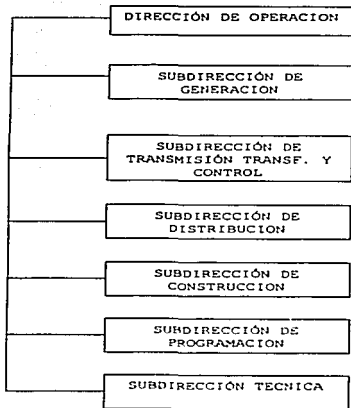 DIRECCIÓN DE OPERACION
SUBDIRECCIÓN DE
GENERACION
SUBDIRECCIÓN DE
TRANSMISIÓN TRANSF. Y
CONTROL
SUBDIRECCIÓN DE
DISTRIBUCION
SUBDIRECCIÓN DE
CONSTRUCCION
SUBDIRECCIÓN DE
PROGRAMACION
SUBDIRECCIÓN TECNICA